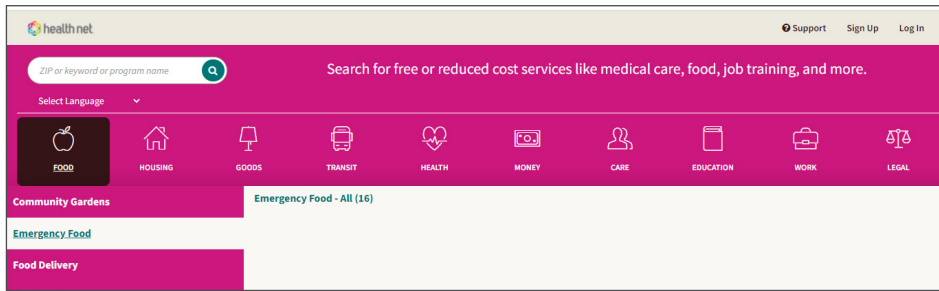 health net
Support Sign Up Log In
ZIP or keyword or program name
Search for free or reduced cost services like medical care, food, job training, and more.
Select Language
FOOD HOUSING GOODS TRANSIT HEALTH MONEY CARE EDUCATION WORK LEGAL
Community Gardens
Emergency Food - All (16)
Emergency Food
Food Delivery